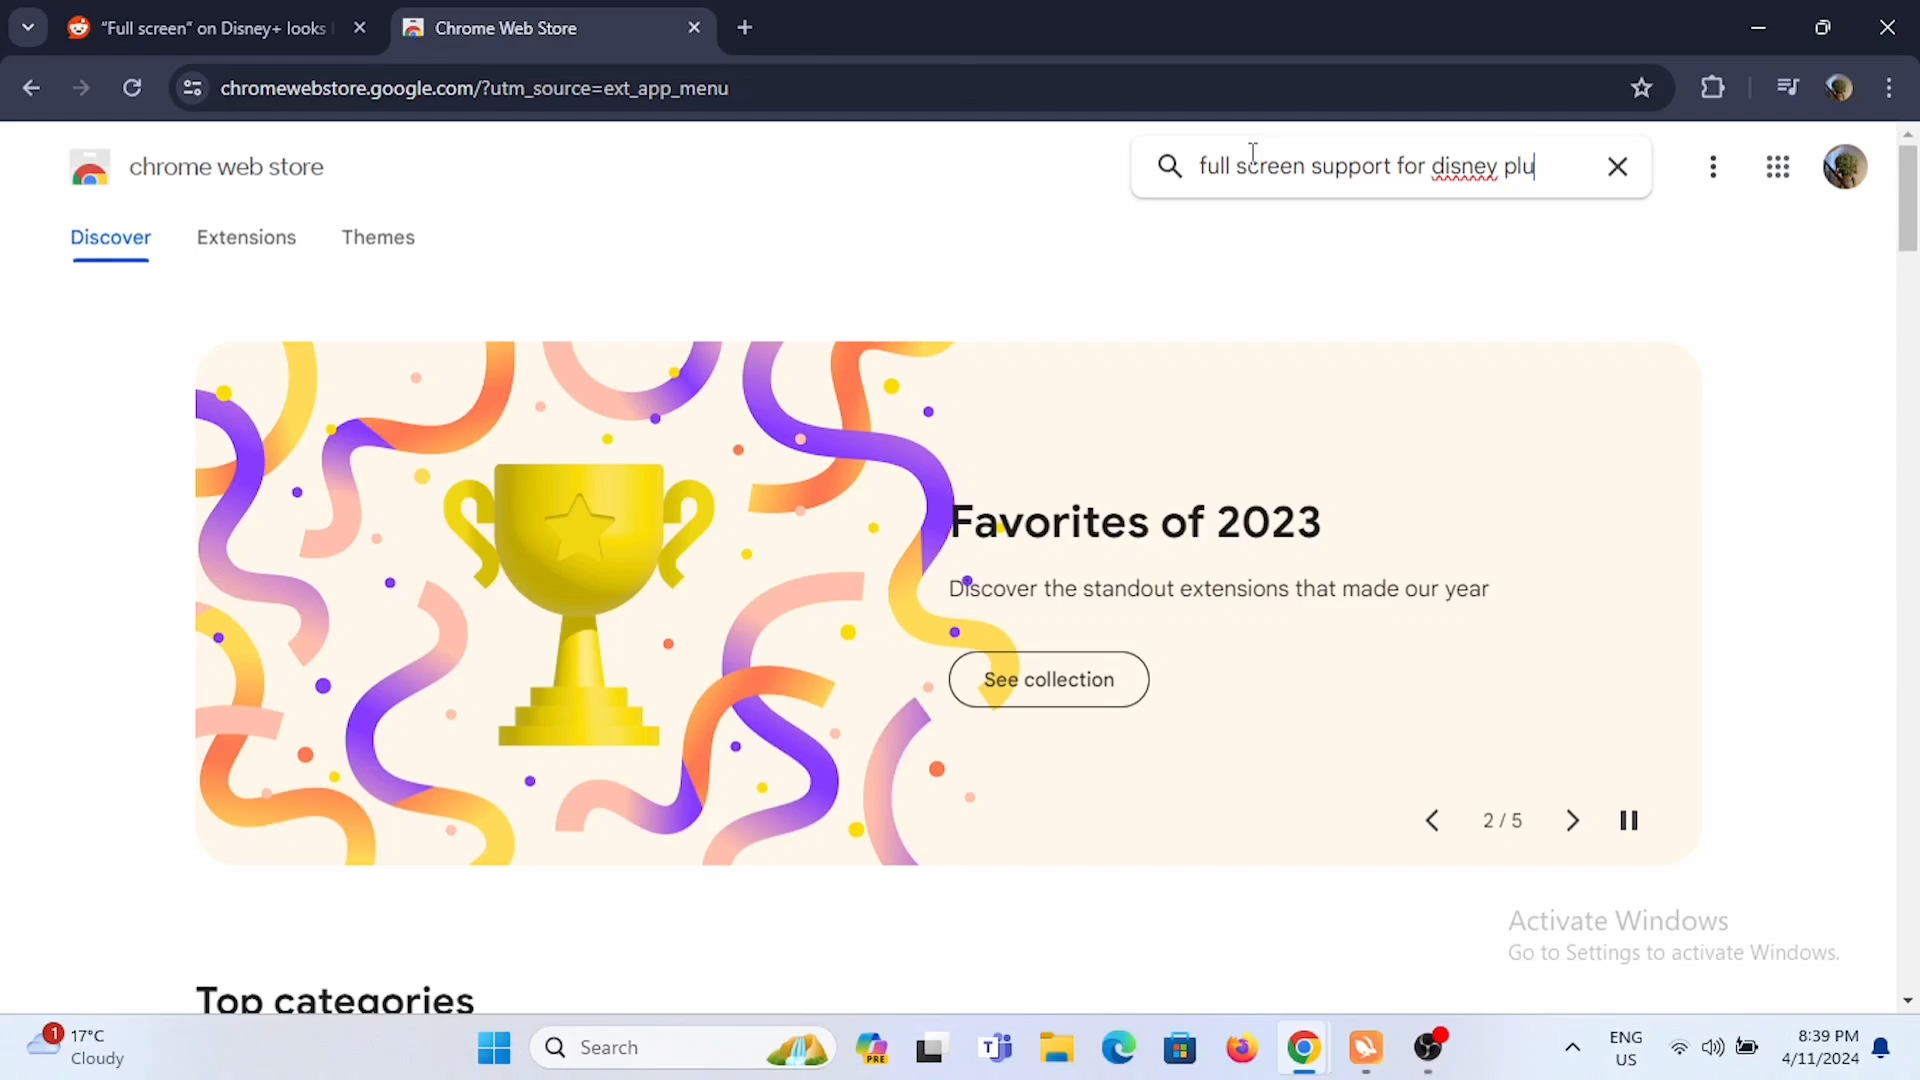 "Full screen" on Disney+ looks
Chrome Web Store
chromewebstore.google.com/?utm_source=ext_app_menu
chrome web store
full screen support for disney plu
Discover
Extensions
Themes
Favorites of 2023
Discover the standout extensions that made our year
See collection
2 / 5
Activate Windows
Go to Settings to activate Windows.
Top categories
1
17°C
Cloudy
Search
PRE
T
ENG
US
8:39 PM
4/11/2024